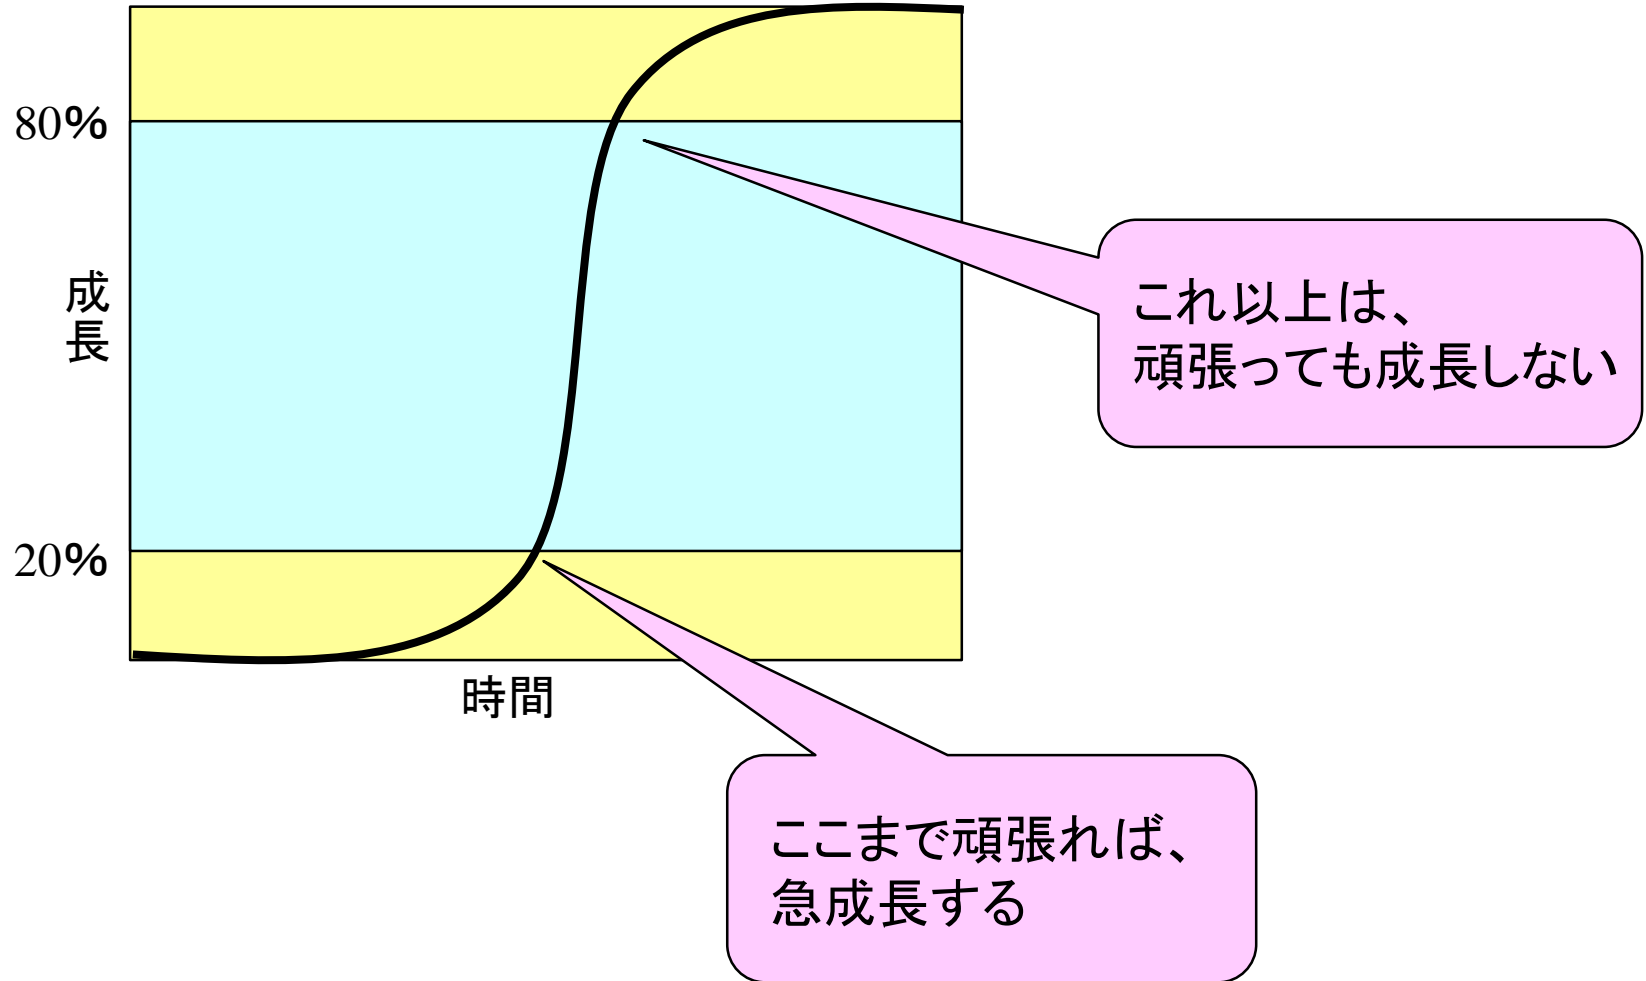 80%
成長
これ以上は、
頑張っても成長しない
20%
時間
ここまで頑張れば、
急成長する